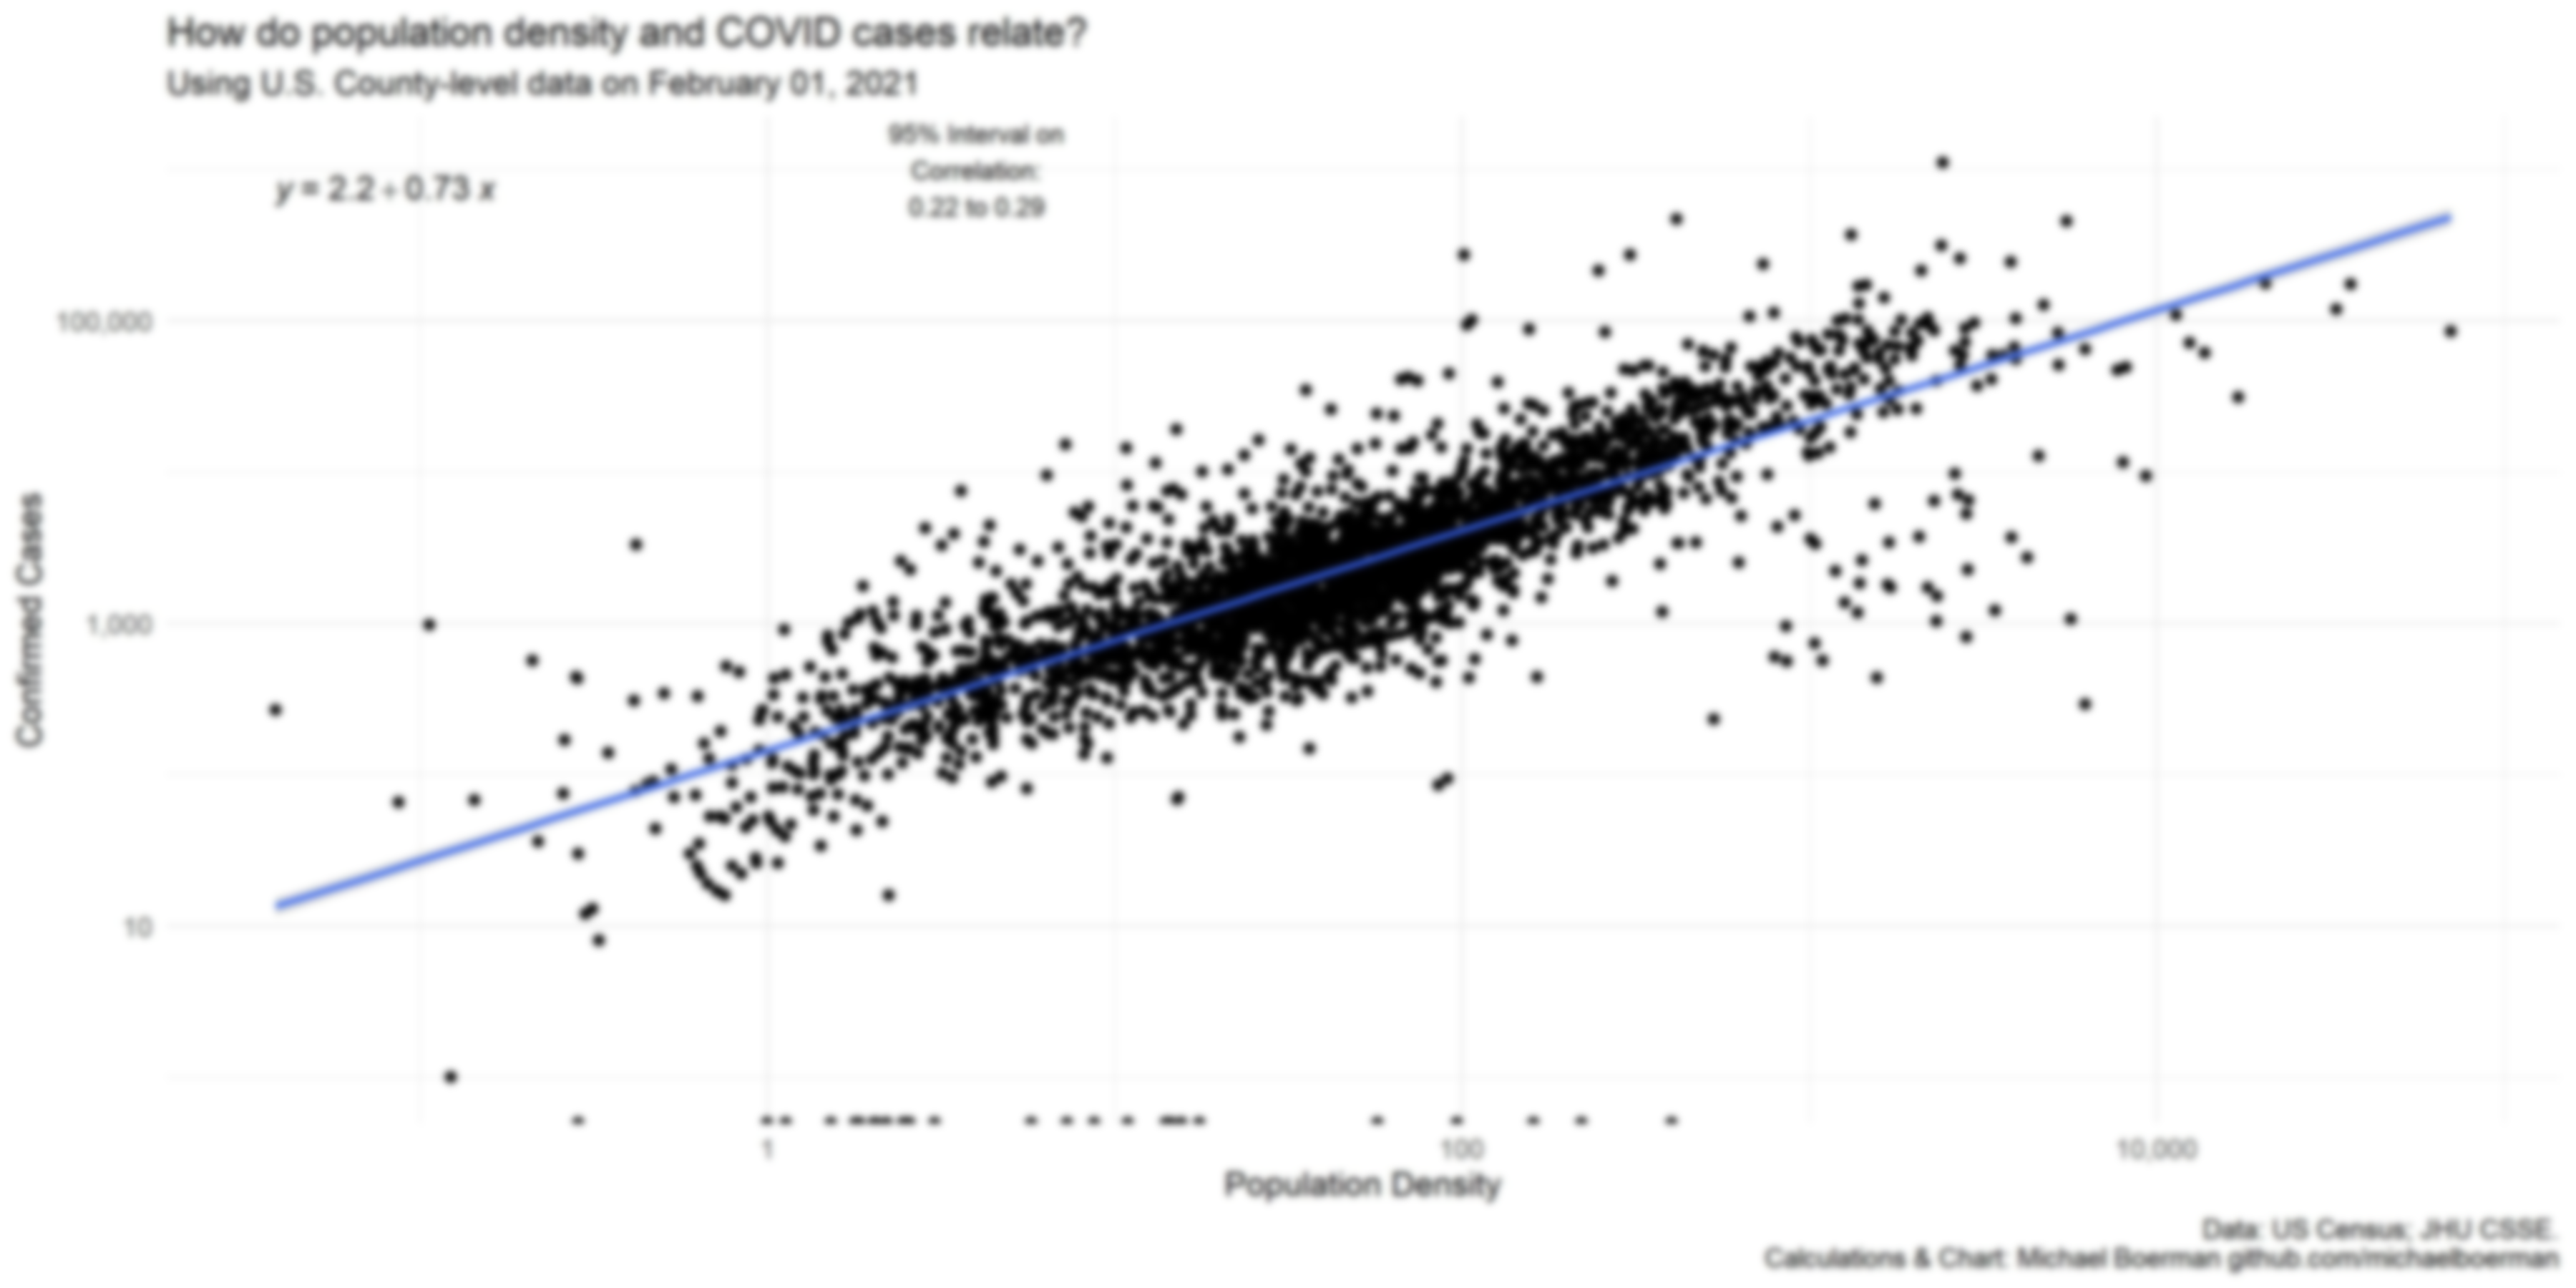 How do population density and COVID cases relate?
Using U.S. County-level data on February 01, 2021
95% Interval on
Correlation:
0.22 to 0.29
y = 2.2 + 0.73 x
100,000
1,000
10
Confirmed Cases
1
100
10,000
Population Density
Data: US Census; JHU CSSE.
Calculations & Chart: Michael Boerman github.com/michaelboerman